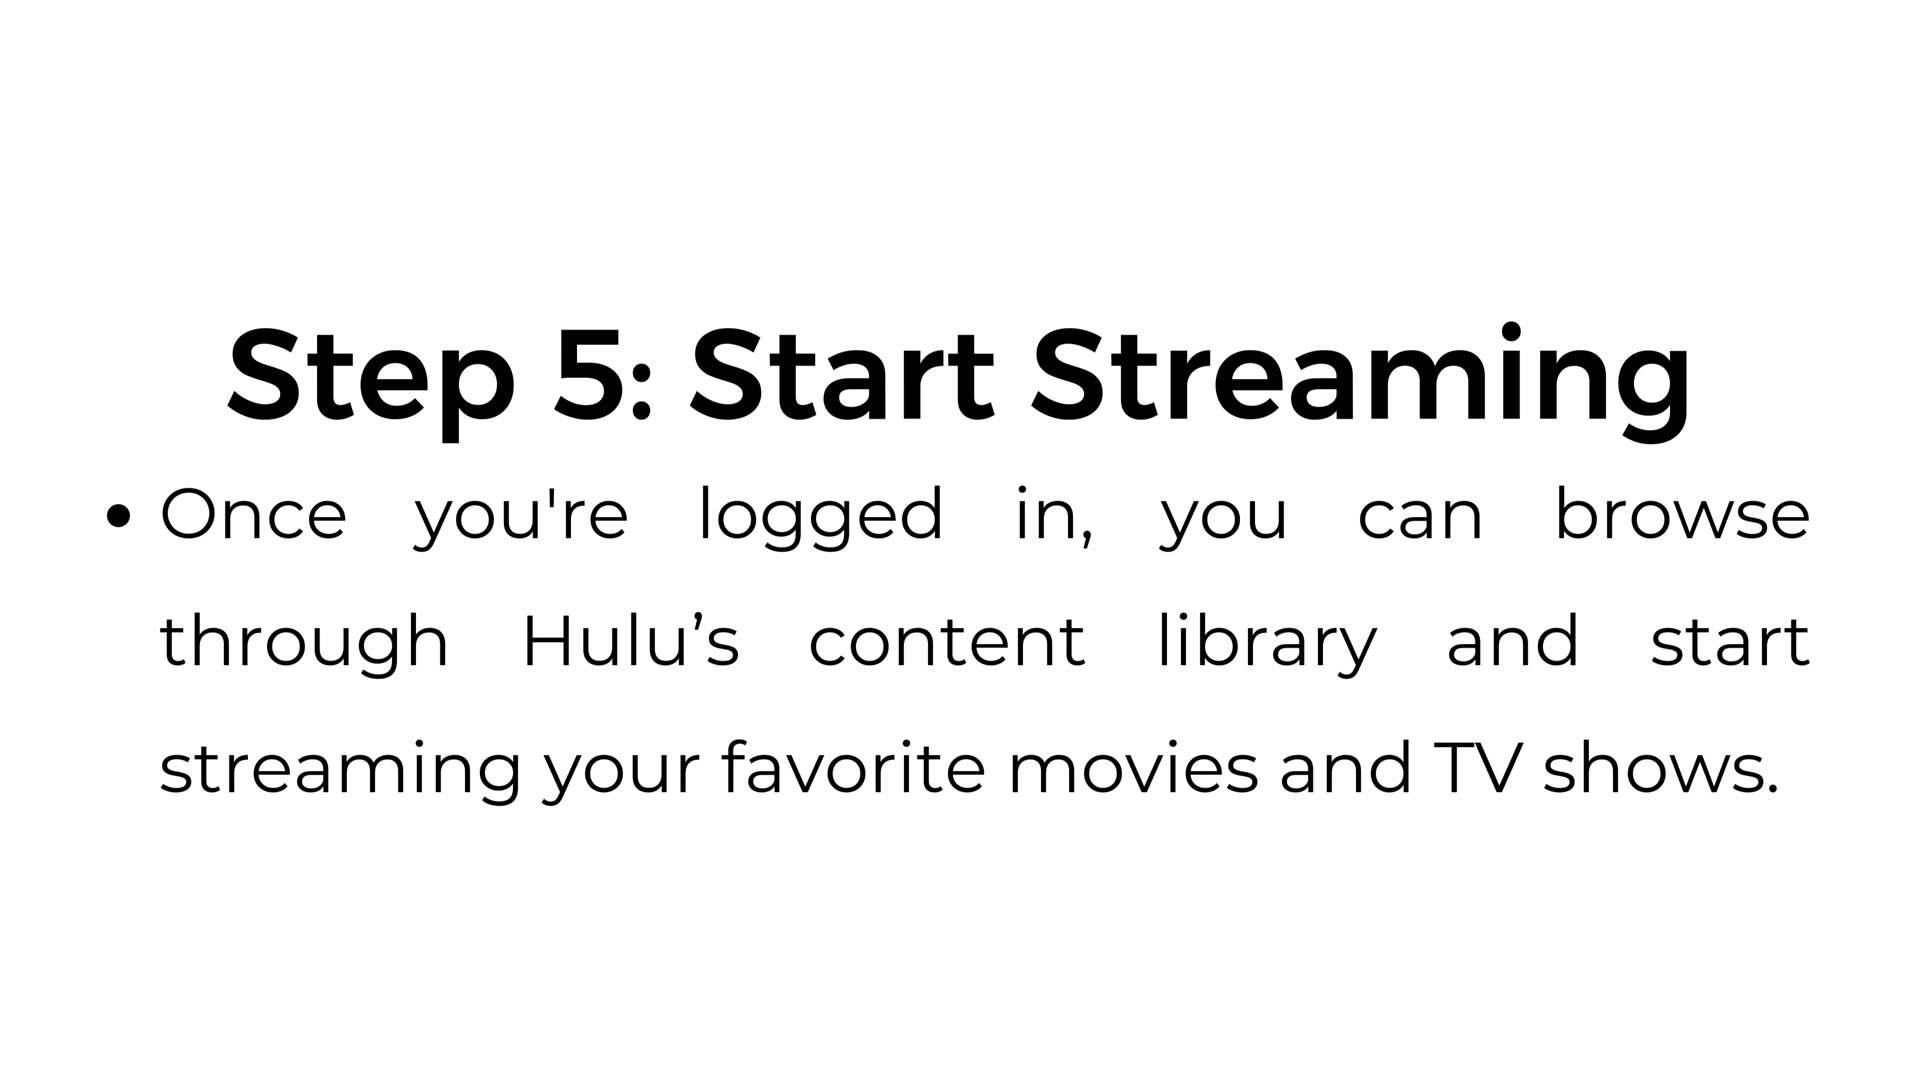 Step 5: Start Streaming
• Once you're logged in, you can browse
through Hulu’s content library and start
streaming your favorite movies and TV shows.